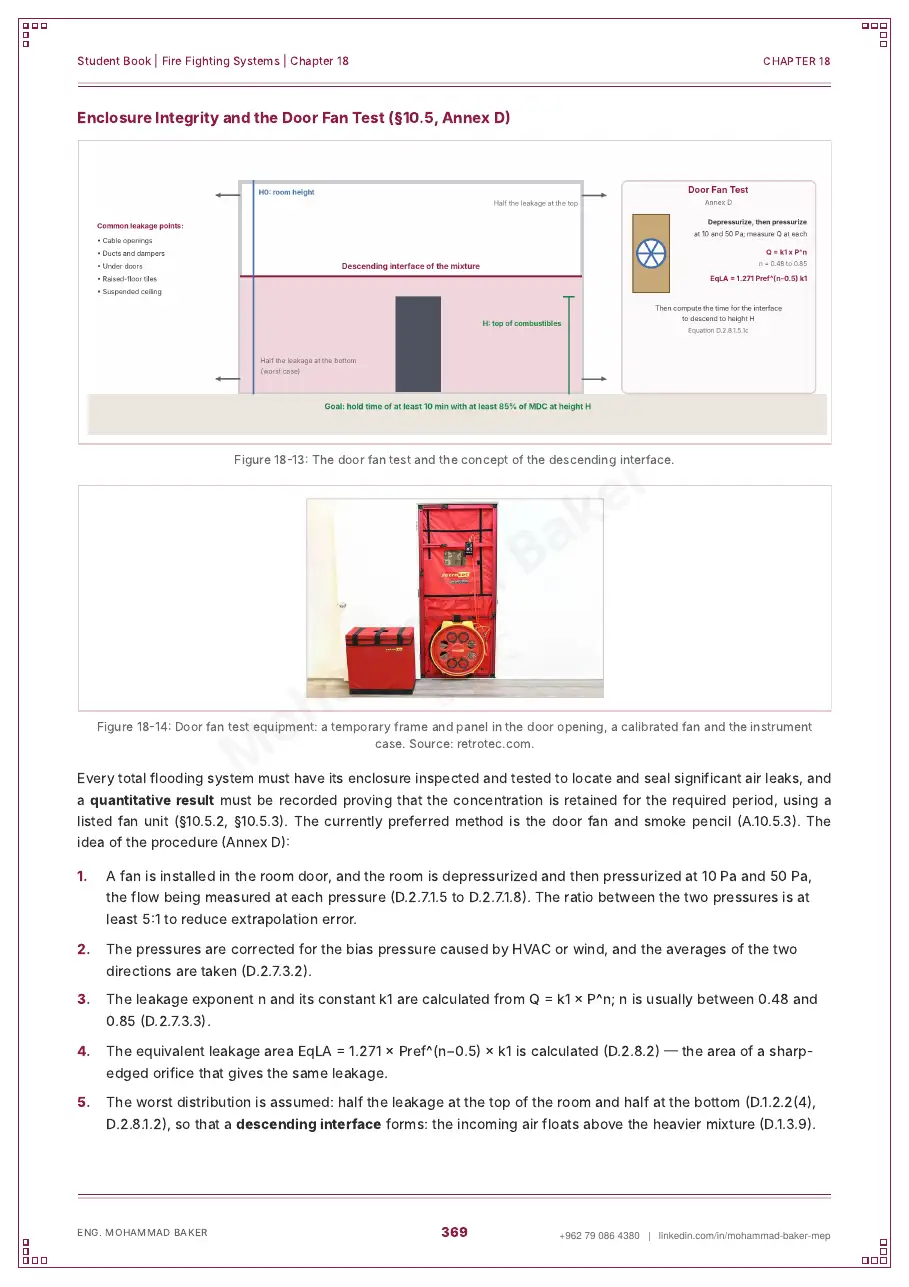 Student Book | Fire Fighting Systems | Chapter 18
CHAPTER 18
Enclosure Integrity and the Door Fan Test (§10.5, Annex D)
H0: room height
Half the leakage at the top
Common leakage points:
• Cable openings
• Ducts and dampers
• Under doors
• Raised-floor tiles
• Suspended ceiling
Descending interface of the mixture
H: top of combustibles
Half the leakage at the bottom
(worst case)
Goal: hold time of at least 10 min with at least 85% of MDC at height H
Door Fan Test
Annex D
Depressurize, then pressurize
at 10 and 50 Pa; measure Q at each
Q = k1 x P^n
n = 0.48 to 0.85
EqLA = 1.271 Pref^(n-0.5) k1
Then compute the time for the interface
to descend to height H
Equation D.2.8.1.5.1c
Figure 18-13: The door fan test and the concept of the descending interface.
Figure 18-14: Door fan test equipment: a temporary frame and panel in the door opening, a calibrated fan and the instrument
case. Source: retrotec.com.
Every total flooding system must have its enclosure inspected and tested to locate and seal significant air leaks, and
a quantitative result must be recorded proving that the concentration is retained for the required period, using a
listed fan unit (§10.5.2, §10.5.3). The currently preferred method is the door fan and smoke pencil (A.10.5.3). The
idea of the procedure (Annex D):
1. A fan is installed in the room door, and the room is depressurized and then pressurized at 10 Pa and 50 Pa,
the flow being measured at each pressure (D.2.7.1.5 to D.2.7.1.8). The ratio between the two pressures is at
least 5:1 to reduce extrapolation error.
2. The pressures are corrected for the bias pressure caused by HVAC or wind, and the averages of the two
directions are taken (D.2.7.3.2).
3. The leakage exponent n and its constant k1 are calculated from Q = k1 × P^n; n is usually between 0.48 and
0.85 (D.2.7.3.3).
4. The equivalent leakage area EqLA = 1.271 × Pref^(n−0.5) × k1 is calculated (D.2.8.2) — the area of a sharp-
edged orifice that gives the same leakage.
5. The worst distribution is assumed: half the leakage at the top of the room and half at the bottom (D.1.2.2(4),
D.2.8.1.2), so that a descending interface forms: the incoming air floats above the heavier mixture (D.1.3.9).
ENG. MOHAMMAD BAKER
369
+962 79 086 4380 | linkedin.com/in/mohammad-baker-mep